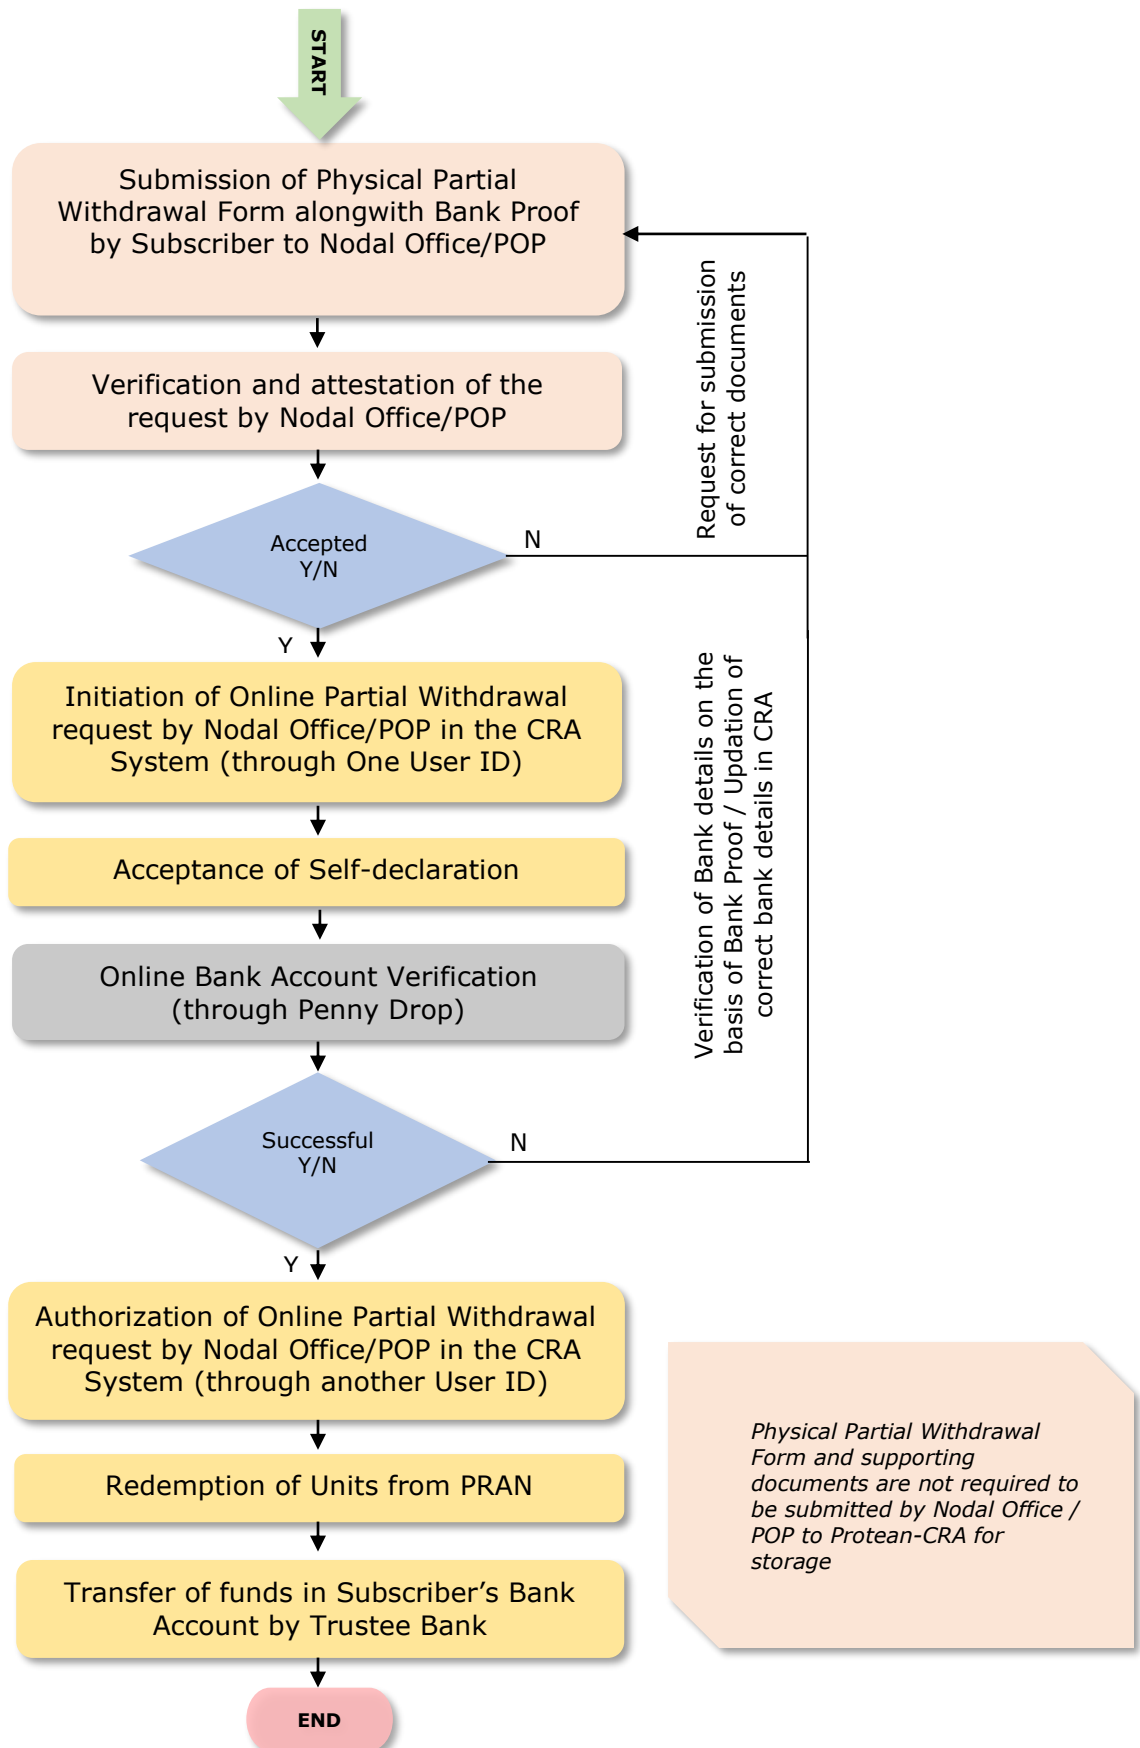 START
Submission of Physical Partial
Withdrawal Form alongwith Bank Proof
by Subscriber to Nodal Office/POP
Request for submission
of correct documents
Verification and attestation of the
request by Nodal Office/POP
Accepted
Y/N
N
Y
Initiation of Online Partial Withdrawal
request by Nodal Office/POP in the CRA
System (through One User ID)
Verification of Bank details on the
basis of Bank Proof / Updation of
correct bank details in CRA
Acceptance of Self-declaration
Online Bank Account Verification
(through Penny Drop)
Successful
Y/N
N
Y
Authorization of Online Partial Withdrawal
request by Nodal Office/POP in the CRA
System (through another User ID)
Redemption of Units from PRAN
Transfer of funds in Subscriber’s Bank
Account by Trustee Bank
END
Physical Partial Withdrawal
Form and supporting
documents are not required to
be submitted by Nodal Office /
POP to Protean-CRA for
storage